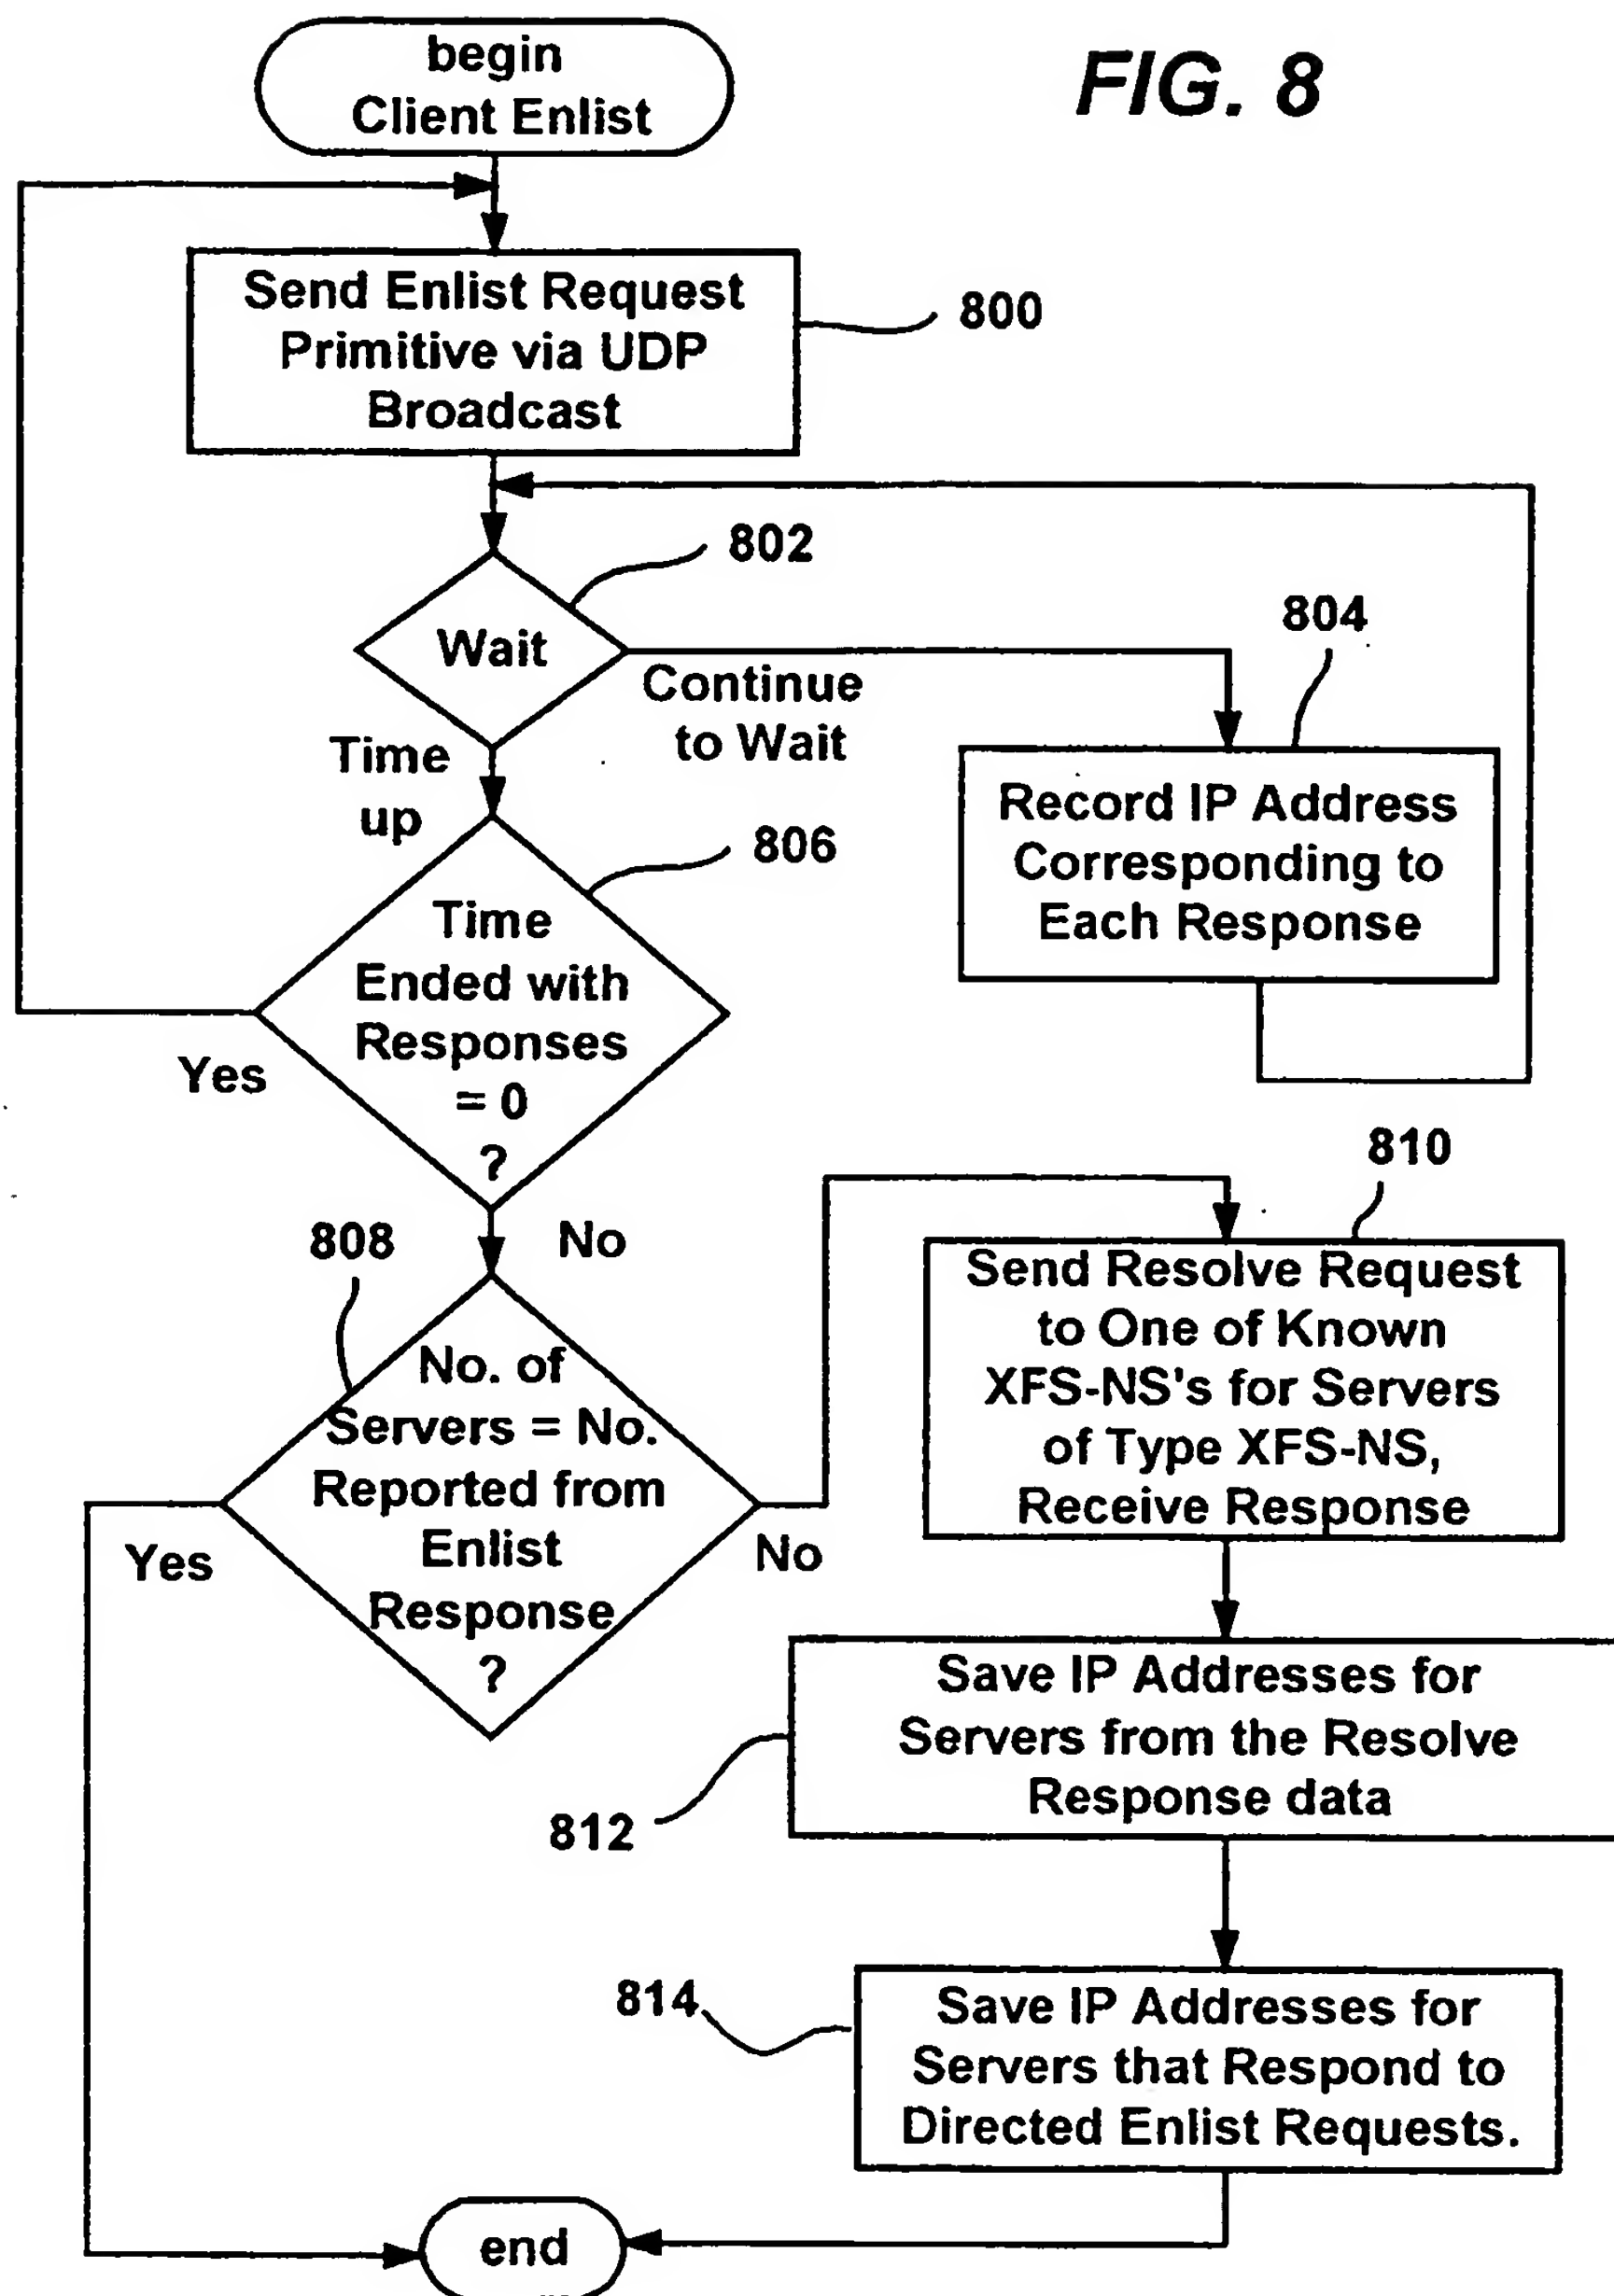 begin
Client Enlist
FIG. 8
Send Enlist Request
Primitive via UDP
Broadcast
800
802
Wait
Continue
to Wait
Time
up
804
Record IP Address
Corresponding to
Each Response
806
Time
Ended with
Responses
= 0
?
Yes
No
808
No. of
Servers = No.
Reported from
Enlist
Response
?
Yes
No
810
Send Resolve Request
to One of Known
XFS-NS's for Servers
of Type XFS-NS,
Receive Response
Save IP Addresses for
Servers from the Resolve
Response data
812
814
Save IP Addresses for
Servers that Respond to
Directed Enlist Requests.
end